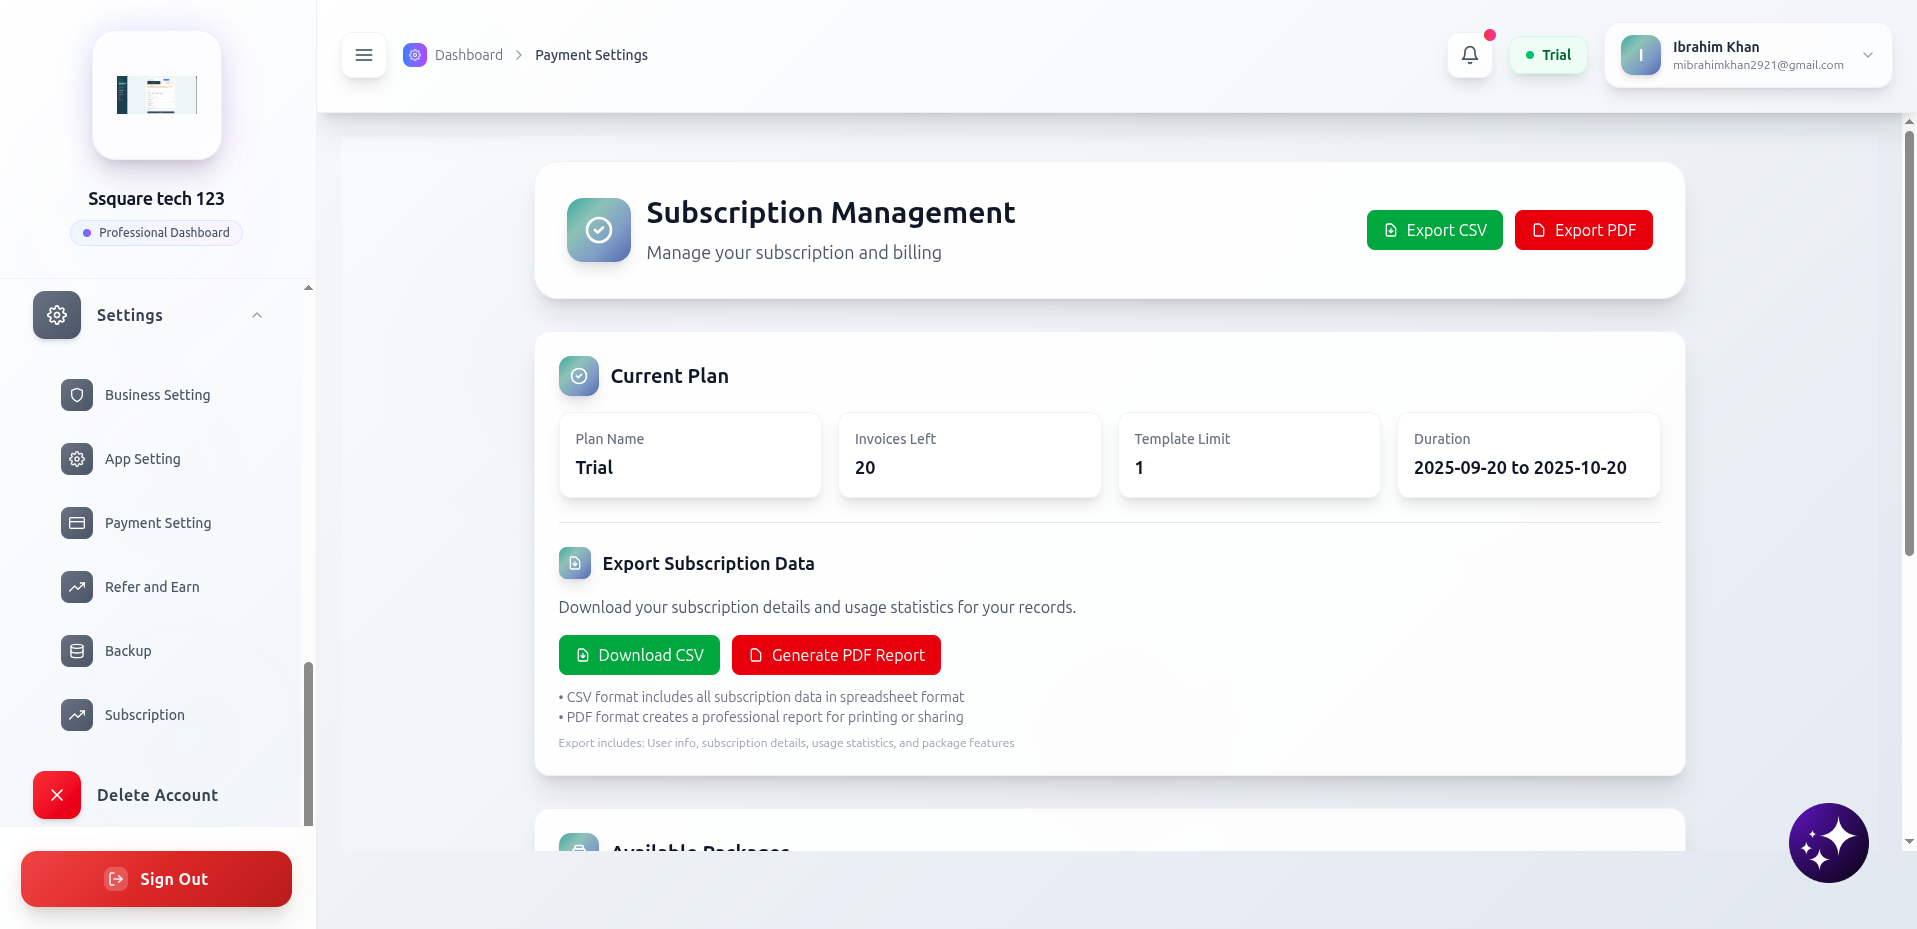 Ssquare tech 123
Professional Dashboard
Settings
Business Setting
App Setting
Payment Setting
Refer and Earn
Backup
Subscription
Delete Account
Sign Out
Dashboard > Payment Settings
Trial
I
Ibrahim Khan
mibrahimkhan2921@gmail.com
Subscription Management
Manage your subscription and billing
Export CSV
Export PDF
Current Plan
Plan Name
Trial
Invoices Left
20
Template Limit
1
Duration
2025-09-20 to 2025-10-20
Export Subscription Data
Download your subscription details and usage statistics for your records.
Download CSV
Generate PDF Report
• CSV format includes all subscription data in spreadsheet format
• PDF format creates a professional report for printing or sharing
Export includes: User info, subscription details, usage statistics, and package features
Available Packages